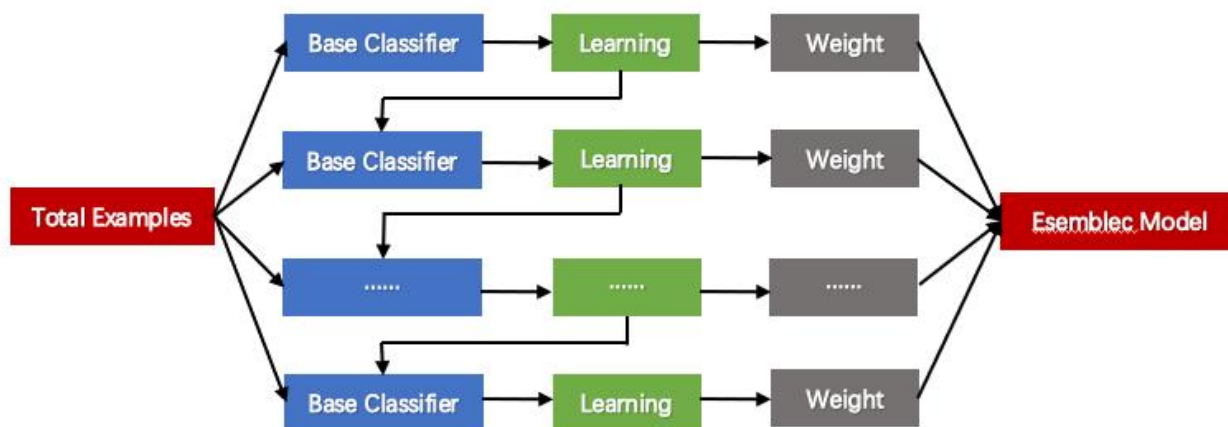 Base Classifier
Learning
Weight
Base Classifier
Learning
Weight
Total Examples
Esemblec Model
......
......
......
Base Classifier
Learning
Weight